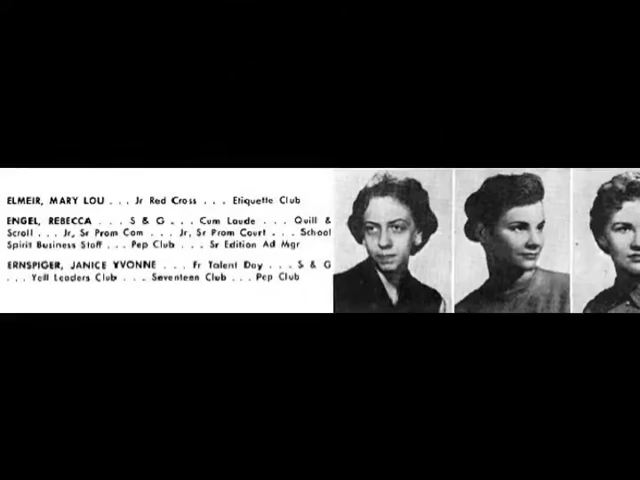 ELMEIR, MARY LOU . . . Jr Red Cross . . . Etiquette Club
ENGEL, REBECCA . . . S & G . . . Cum Laude . . . Quill &
Scroll . . . Jr, Sr Prom Com . . . Jr, Sr Prom Court . . . School
Spirit Business Staff . . . Pep Club . . . Sr Edition Ad Mgr
ERNSPIGER, JANICE YVONNE . . . Fr Talent Day . . . S & G
. . . Yell Leaders Club . . . Seventeen Club . . . Pep Club